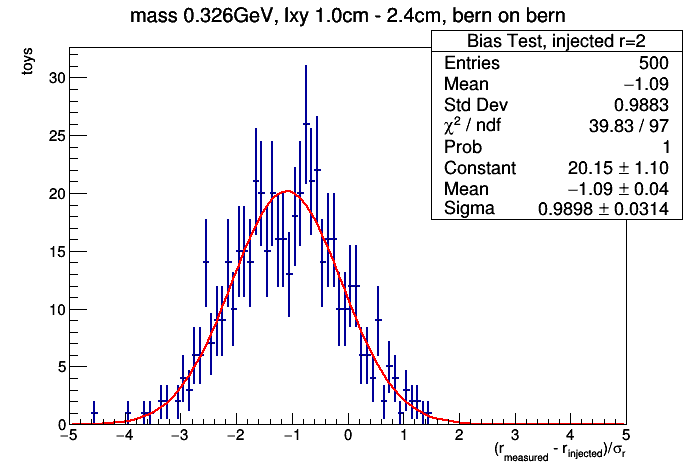 mass 0.326GeV, lxy 1.0cm - 2.4cm, bern on bern
Bias Test, injected r=2
Entries 500
Mean −1.09
Std Dev 0.9883
χ² / ndf 39.83 / 97
Prob 1
Constant 20.15 ± 1.10
Mean −1.09 ± 0.04
Sigma 0.9898 ± 0.0314
toys
30
25
20
15
10
5
0
−5 −4 −3 −2 −1 0 1 2 3 4 5
(r_measured - r_injected)/σ_r